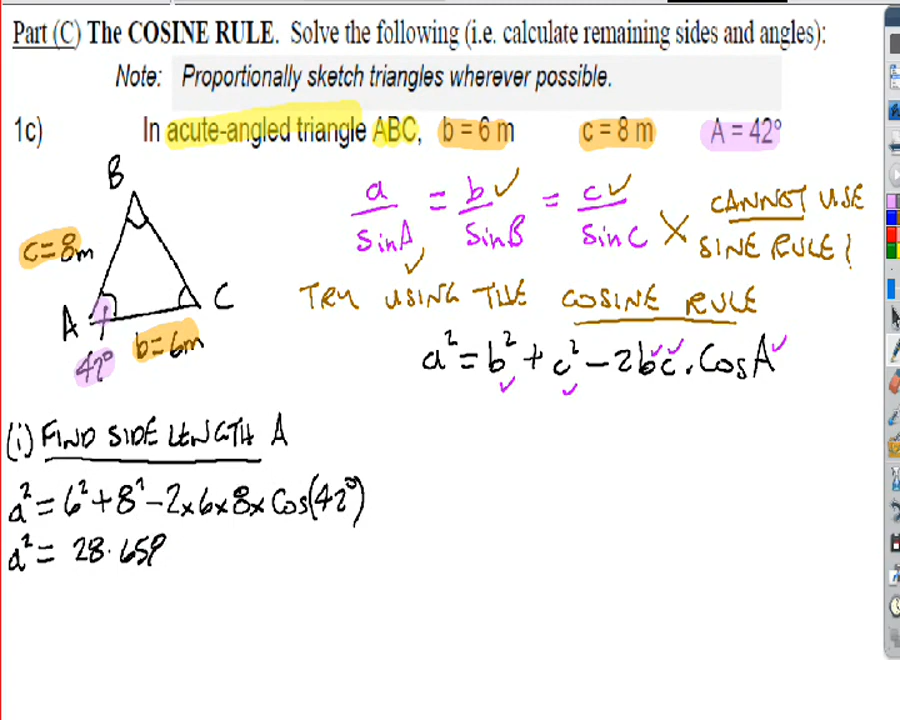 Part (C) The COSINE RULE. Solve the following (i.e. calculate remaining sides and angles):
Note: Proportionally sketch triangles wherever possible.
1c) In acute-angled triangle ABC, b = 6 m c = 8 m A = 42°
B
c=8m
A
C
b=6m
42°
a/sinA = b/sinB = c/sinC
CANNOT USE
SINE RULE!
TRY USING THE COSINE RULE
a² = b² + c² - 2bc.CosA
(i) FIND SIDE LENGTH A
a² = 6² + 8² - 2x6x8x Cos(42°)
a² = 28.658